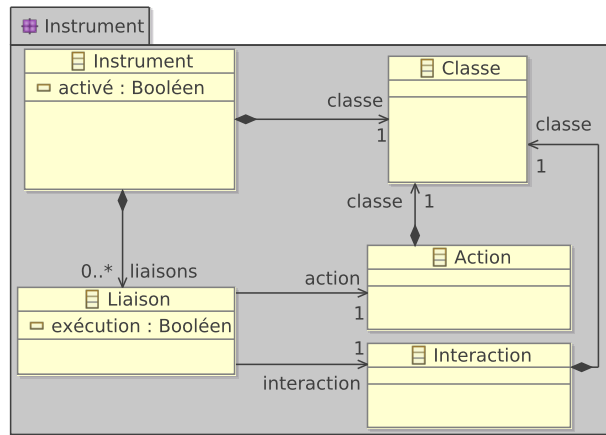 Instrument
Instrument
activé : Booléen
Classe
classe
1
classe
1
classe
1
0..*
liaisons
Liaison
exécution : Booléen
action
1
Action
1
interaction
Interaction